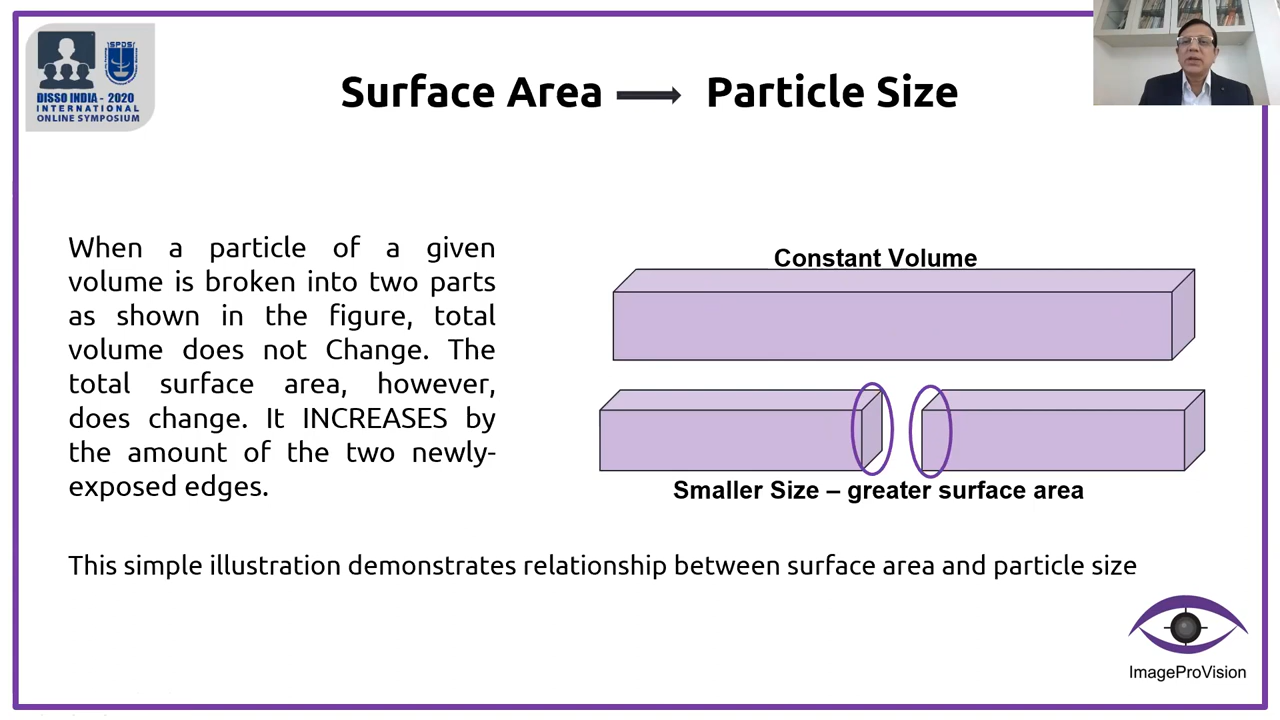 SPDS
DISSO INDIA - 2020
INTERNATIONAL
ONLINE SYMPOSIUM
Surface Area Particle Size
When a particle of a given
volume is broken into two parts
as shown in the figure, total
volume does not Change. The
total surface area, however,
does change. It INCREASES by
the amount of the two newly-
exposed edges.
Constant Volume
Smaller Size – greater surface area
This simple illustration demonstrates relationship between surface area and particle size
ImageProVision